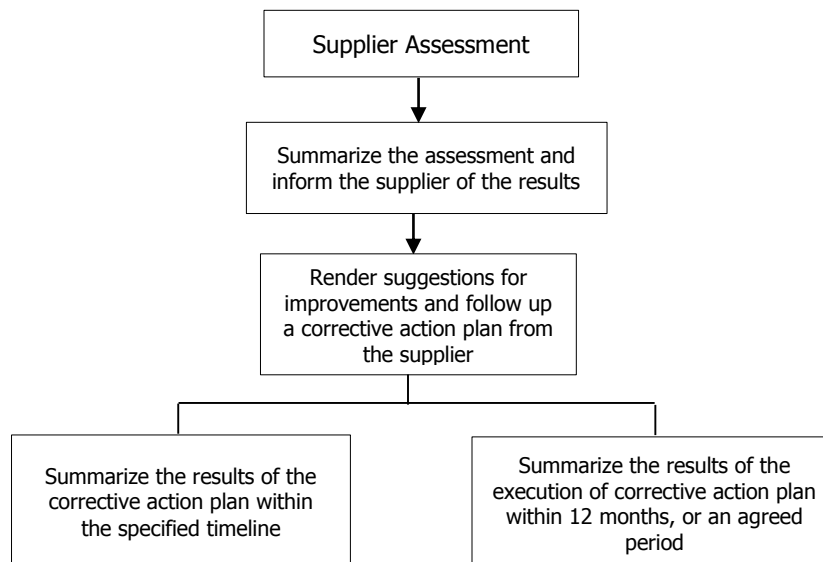 Supplier Assessment
Summarize the assessment and
inform the supplier of the results
Render suggestions for
improvements and follow up
a corrective action plan from
the supplier
Summarize the results of the
corrective action plan within
the specified timeline
Summarize the results of the
execution of corrective action plan
within 12 months, or an agreed
period